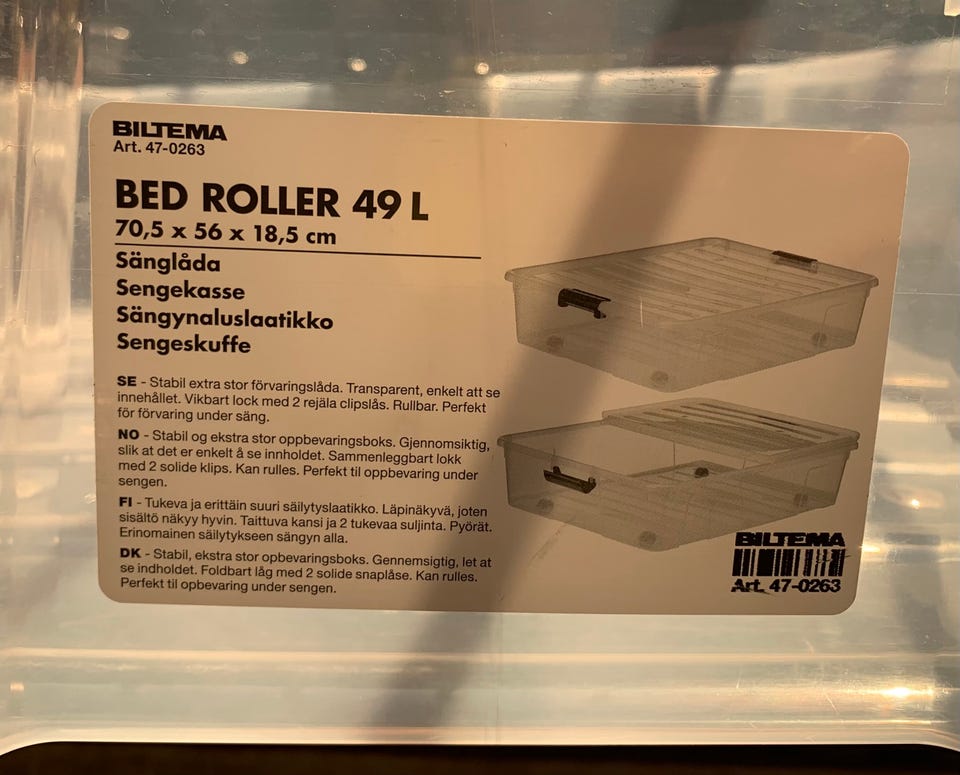 BILTEMA
Art. 47-0263
BED ROLLER 49 L
70,5 x 56 x 18,5 cm
Sänglåda
Sengekasse
Sängynaluslaatikko
Sengeskuffe
SE - Stabil extra stor förvaringslåda. Transparent, enkelt att se
innehållet. Vikbart lock med 2 rejäla clipslås. Rullbar. Perfekt
för förvaring under säng.
NO - Stabil og ekstra stor oppbevaringsboks. Gjennomsiktig,
slik at det er enkelt å se innholdet. Sammenleggbart lokk
med 2 solide klips. Kan rulles. Perfekt til oppbevaring under
sengen.
FI - Tukeva ja erittäin suuri säilytyslaatikko. Läpinäkyvä, joten
sisältö näkyy hyvin. Taittuva kansi ja 2 tukevaa suljinta. Pyörät.
Erinomainen säilytykseen sängyn alla.
DK - Stabil, ekstra stor opbevaringsboks. Gennemsigtig, let at
se indholdet. Foldbart låg med 2 solide snaplåse. Kan rulles.
Perfekt til opbevaring under sengen.
BILTEMA
Art. 47-0263